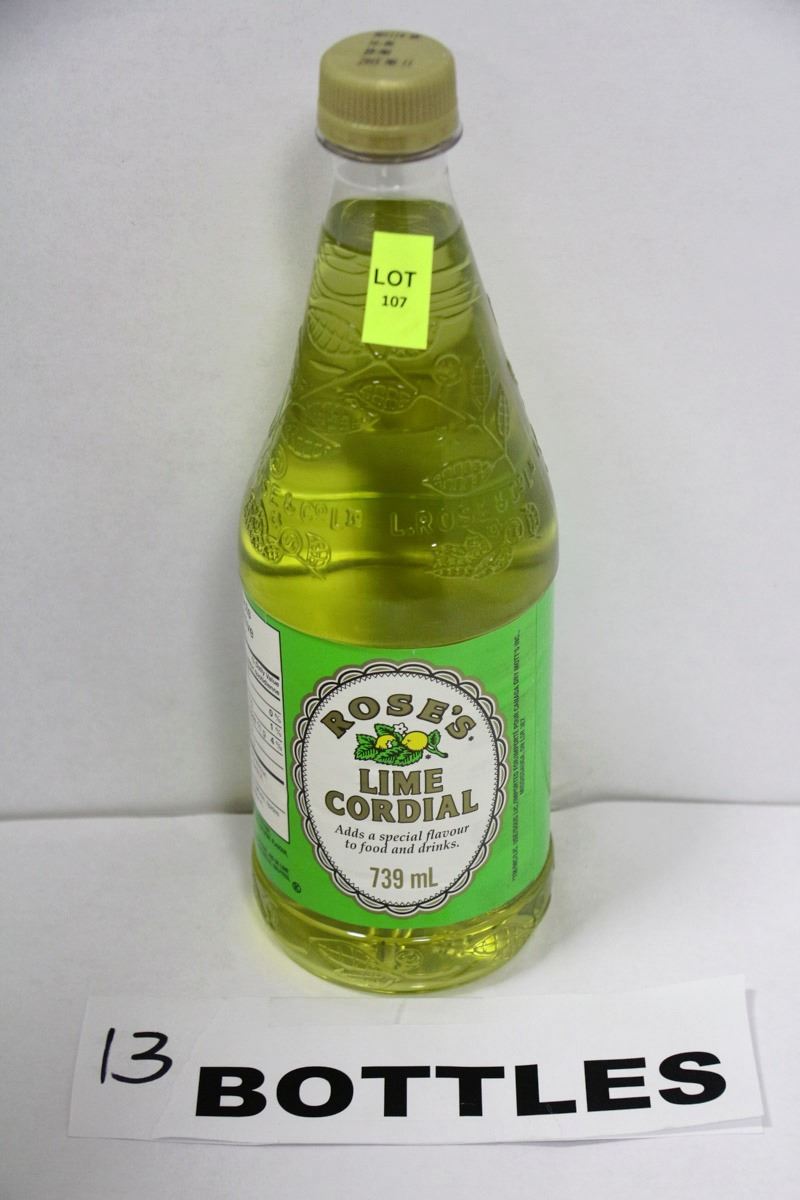 LOT
107
L.ROSE &
ROSE'S
LIME
CORDIAL
Adds a special flavour
to food and drinks.
739 mL
13 BOTTLES